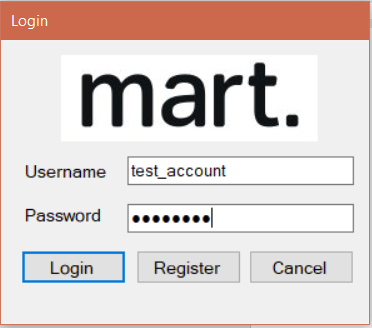 Login
mart.
Username test_account
Password ●●●●●●●●
Login Register Cancel